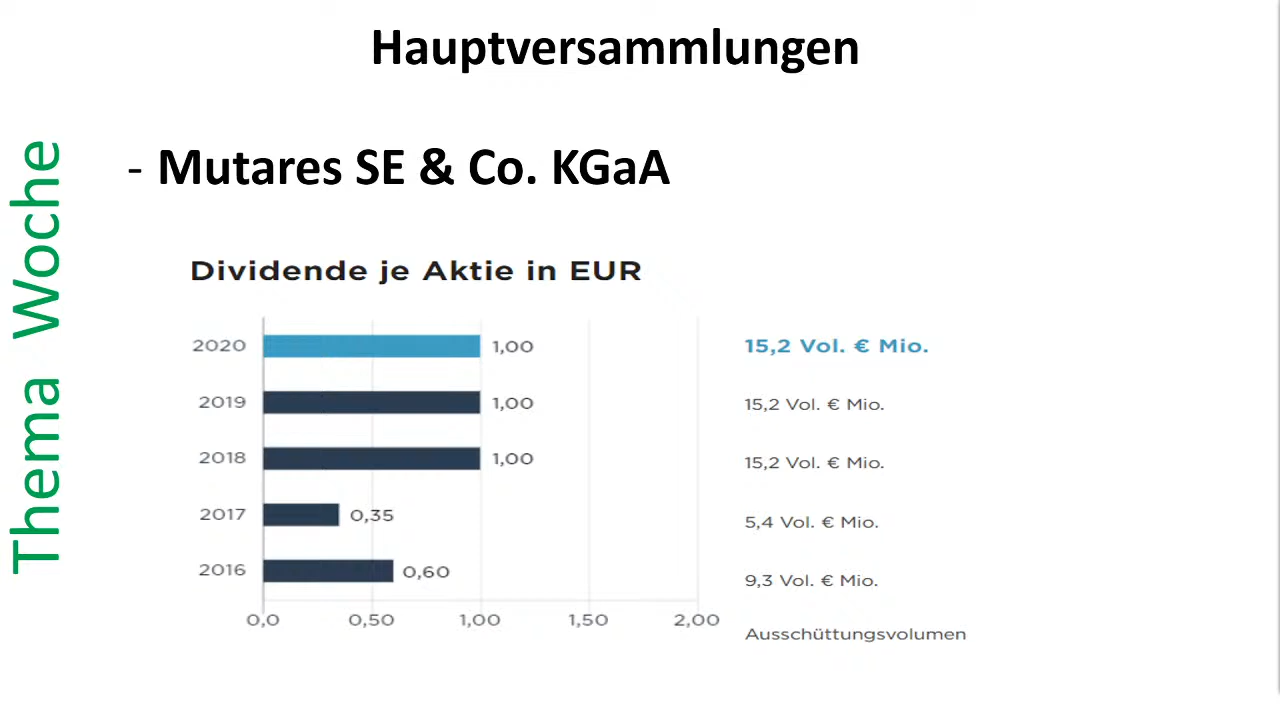 Hauptversammlungen
Thema Woche
- Mutares SE & Co. KGaA
Dividende je Aktie in EUR
2020 1,00 15,2 Vol. € Mio.
2019 1,00 15,2 Vol. € Mio.
2018 1,00 15,2 Vol. € Mio.
2017 0,35 5,4 Vol. € Mio.
2016 0,60 9,3 Vol. € Mio.
0,0 0,50 1,00 1,50 2,00
Ausschüttungsvolumen